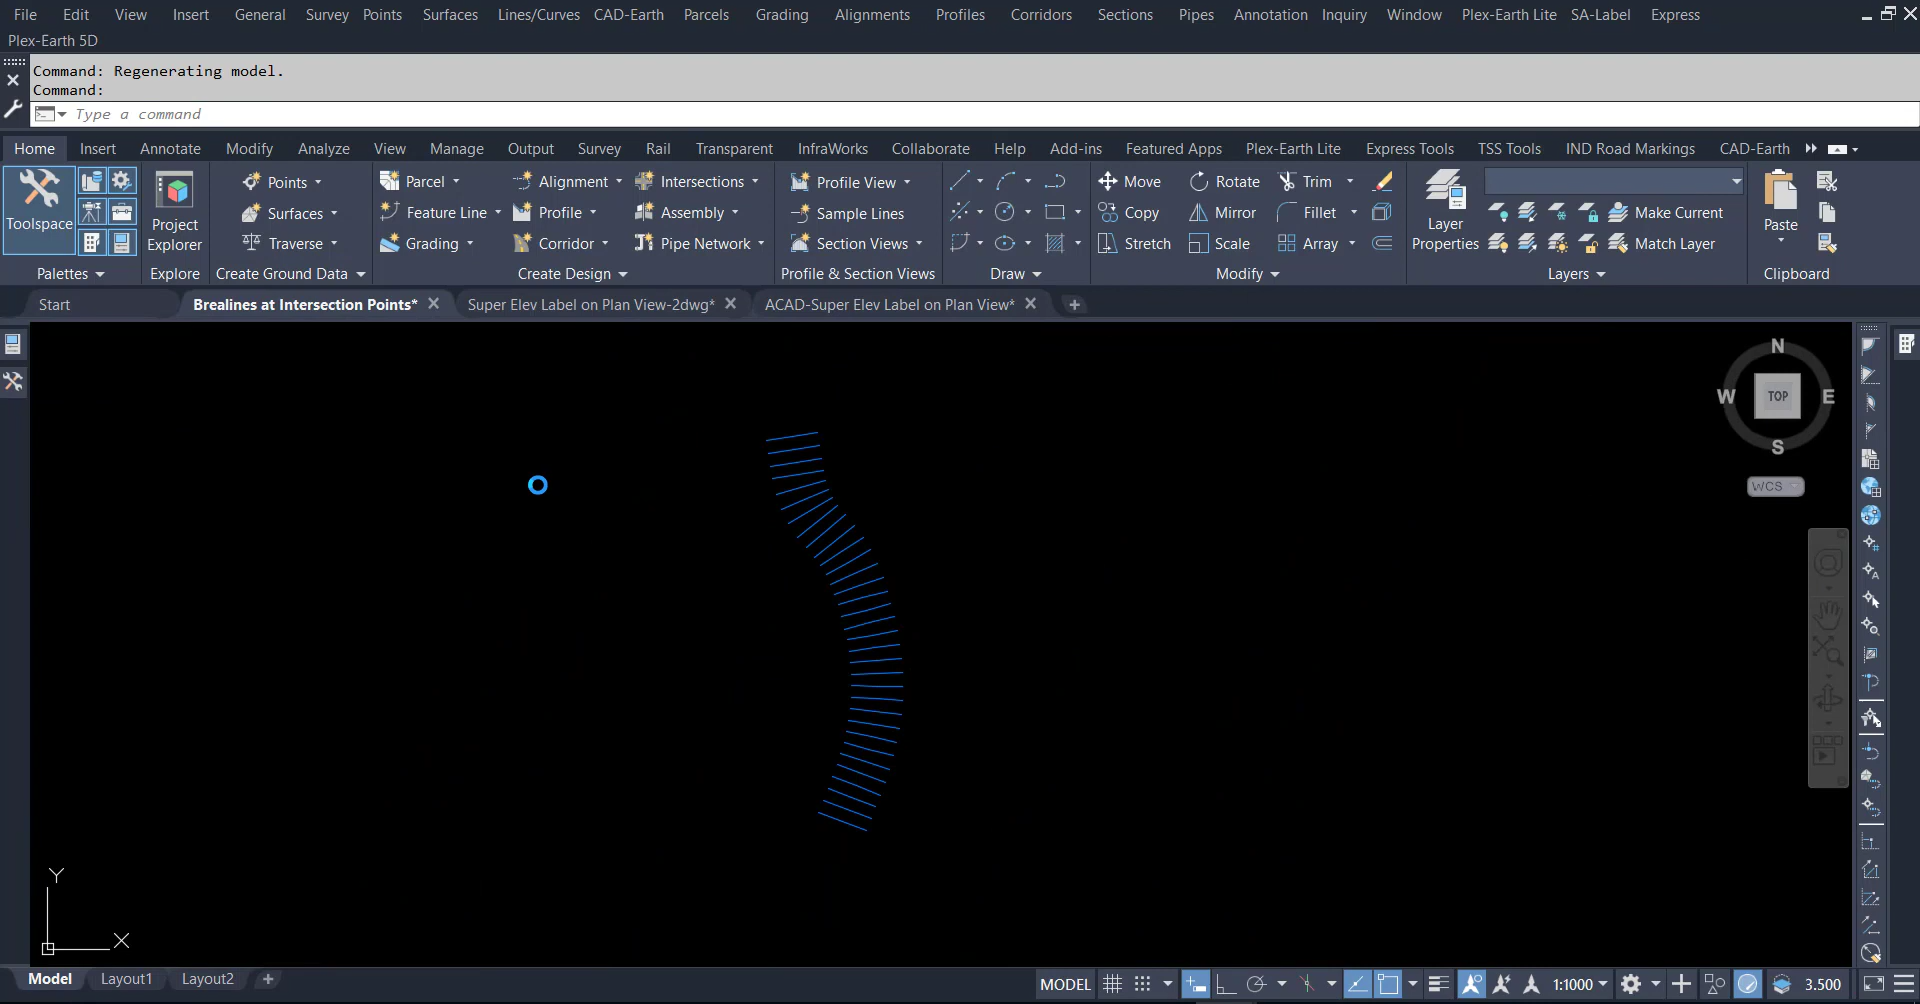 File Edit View Insert General Survey Points Surfaces Lines/Curves CAD-Earth Parcels Grading Alignments Profiles Corridors Sections Pipes Annotation Inquiry Window Plex-Earth Lite SA-Label Express
Plex-Earth 5D
Command: Regenerating model.
Command:
Type a command
Home Insert Annotate Modify Analyze View Manage Output Survey Rail Transparent InfraWorks Collaborate Help Add-ins Featured Apps Plex-Earth Lite Express Tools TSS Tools IND Road Markings CAD-Earth
Points Parcel Alignment Intersections Profile View Move Rotate Trim
Toolspace Project Explorer Surfaces Feature Line Profile Assembly Sample Lines Copy Mirror Fillet Layer Properties Make Current Paste
Traverse Grading Corridor Pipe Network Section Views Stretch Scale Array Match Layer
Palettes Explore Create Ground Data Create Design Profile & Section Views Draw Modify Layers Clipboard
Start Brealines at Intersection Points* Super Elev Label on Plan View-2dwg* ACAD-Super Elev Label on Plan View*
N
W TOP E
S
WCS
Y
X
Model Layout1 Layout2 MODEL 1:1000 3.500